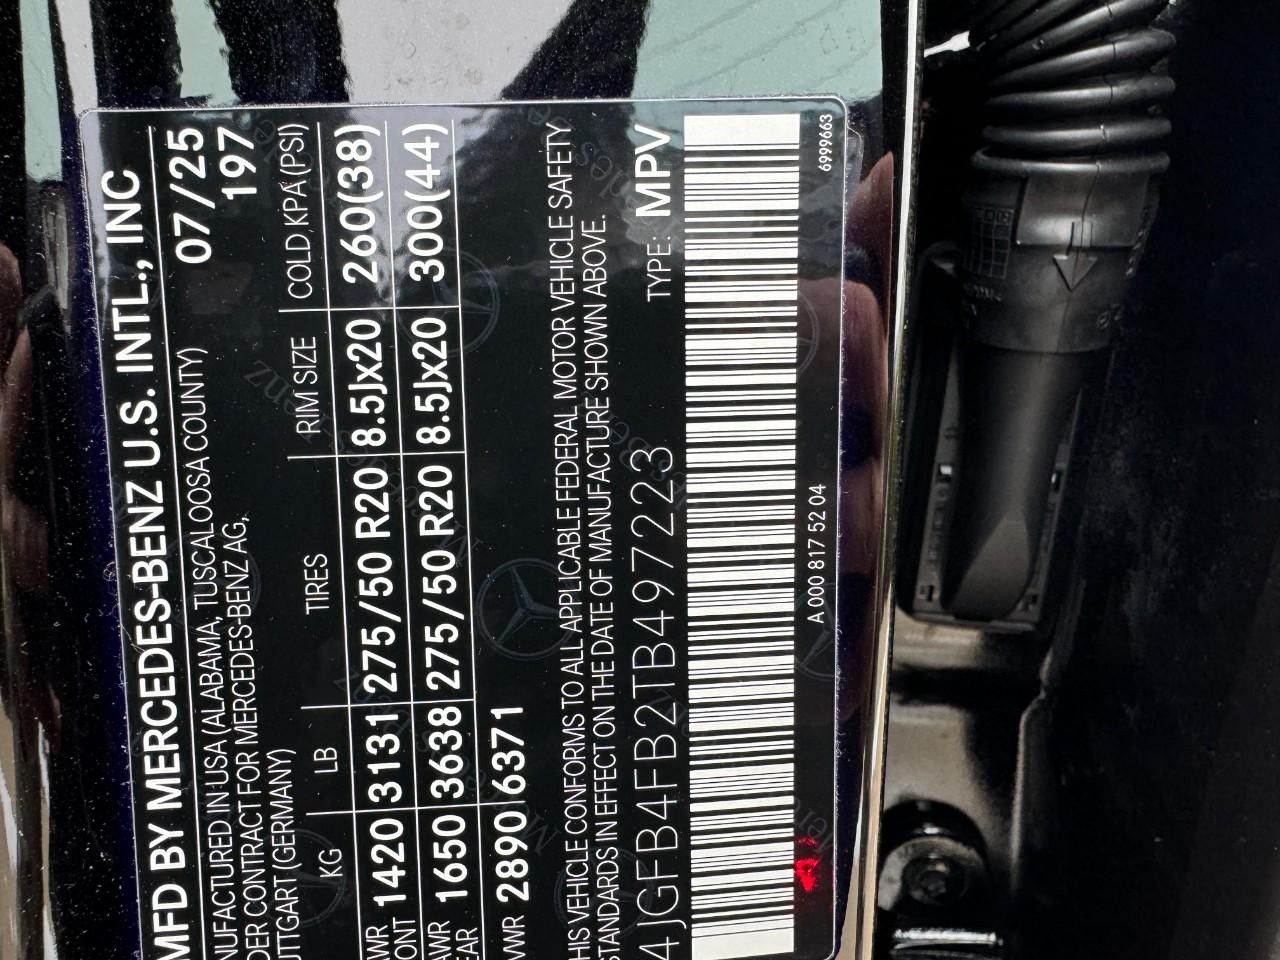 MFD BY MERCEDES-BENZ U.S. INTL., INC
NUFACTURED IN USA (ALABAMA, TUSCALOOSA COUNTY) 07/25
DER CONTRACT FOR MERCEDES-BENZ AG, 197
UTTGART (GERMANY)
KG LB TIRES RIM SIZE COLD,KPA (PSI)
AWR ONT 1420 3131 275/50 R20 8.5Jx20 260(38)
AWR EAR 1650 3638 275/50 R20 8.5Jx20 300(44)
VWR 2890 6371
HIS VEHICLE CONFORMS TO ALL APPLICABLE FEDERAL MOTOR VEHICLE SAFETY
STANDARDS IN EFFECT ON THE DATE OF MANUFACTURE SHOWN ABOVE.
4JGFB4FB2TB497223 TYPE: MPV
A 000 817 52 04
6999663